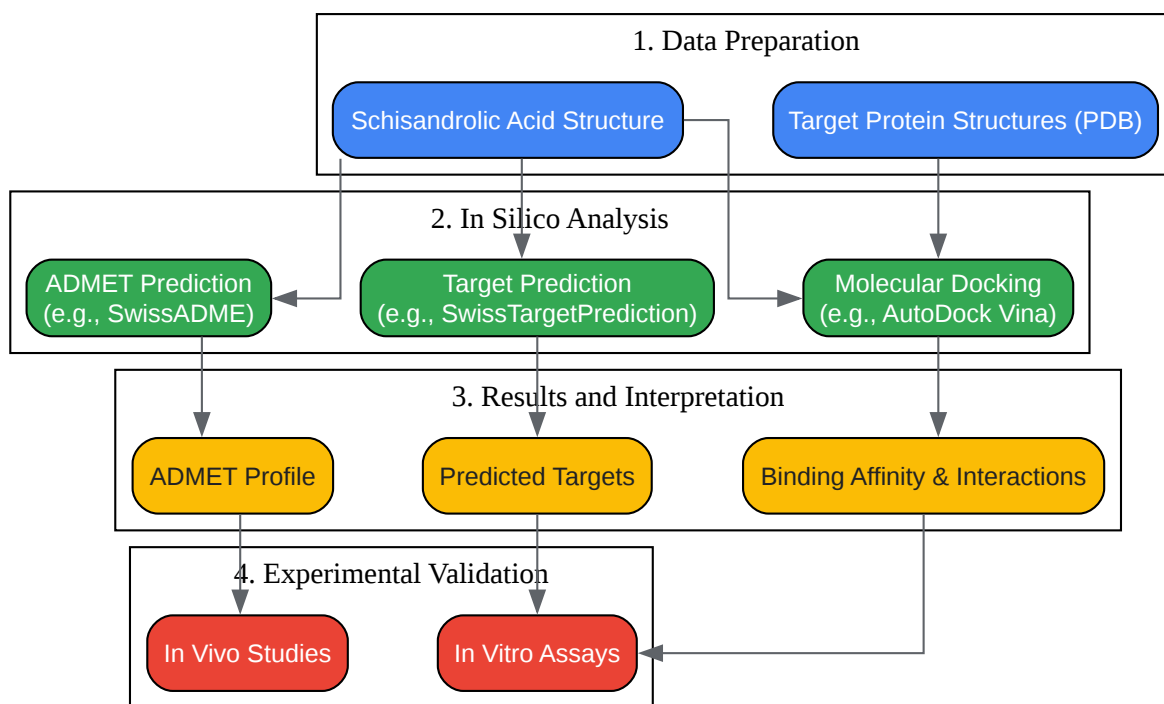 1. Data Preparation
Schisandrolic Acid Structure
Target Protein Structures (PDB)
2. In Silico Analysis
ADMET Prediction
(e.g., SwissADME)
Target Prediction
(e.g., SwissTargetPrediction)
Molecular Docking
(e.g., AutoDock Vina)
3. Results and Interpretation
ADMET Profile
Predicted Targets
Binding Affinity & Interactions
4. Experimental Validation
In Vivo Studies
In Vitro Assays